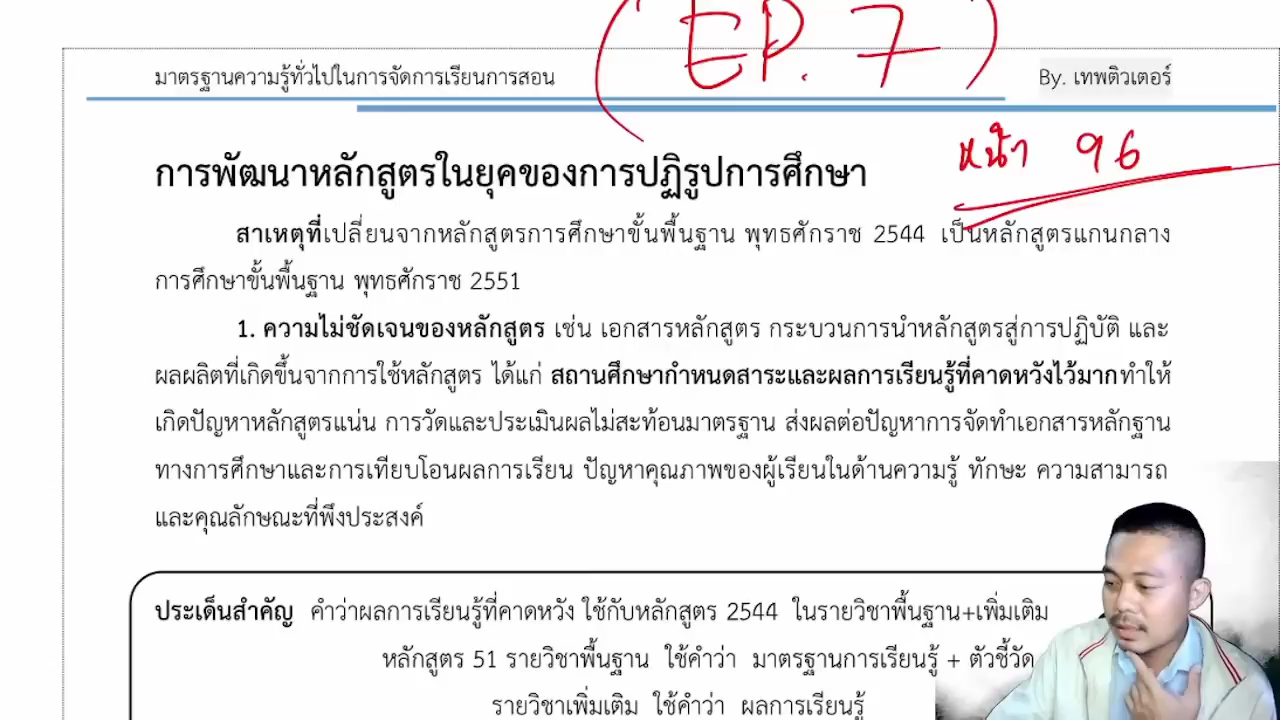 (EP. 7)
มาตรฐานความรู้ทั่วไปในการจัดการเรียนการสอน By. เทพติวเตอร์
หน้า 96
การพัฒนาหลักสูตรในยุคของการปฏิรูปการศึกษา
สาเหตุที่เปลี่ยนจากหลักสูตรการศึกษาขั้นพื้นฐาน พุทธศักราช 2544 เป็นหลักสูตรแกนกลาง
การศึกษาขั้นพื้นฐาน พุทธศักราช 2551
1. ความไม่ชัดเจนของหลักสูตร เช่น เอกสารหลักสูตร กระบวนการนำหลักสูตรสู่การปฏิบัติ และ
ผลผลิตที่เกิดขึ้นจากการใช้หลักสูตร ได้แก่ สถานศึกษากำหนดสาระและผลการเรียนรู้ที่คาดหวังไว้มากทำให้
เกิดปัญหาหลักสูตรแน่น การวัดและประเมินผลไม่สะท้อนมาตรฐาน ส่งผลต่อปัญหาการจัดทำเอกสารหลักฐาน
ทางการศึกษาและการเทียบโอนผลการเรียน ปัญหาคุณภาพของผู้เรียนในด้านความรู้ ทักษะ ความสามารถ
และคุณลักษณะที่พึงประสงค์
ประเด็นสำคัญ คำว่าผลการเรียนรู้ที่คาดหวัง ใช้กับหลักสูตร 2544 ในรายวิชาพื้นฐาน+เพิ่มเติม
หลักสูตร 51 รายวิชาพื้นฐาน ใช้คำว่า มาตรฐานการเรียนรู้ + ตัวชี้วัด
รายวิชาเพิ่มเติม ใช้คำว่า ผลการเรียนรู้